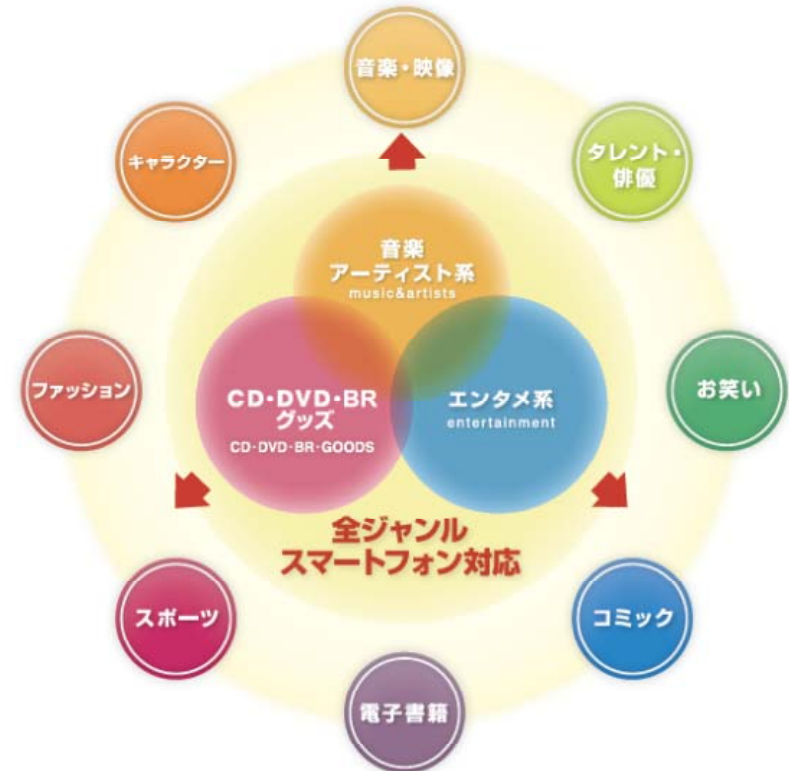 音楽・映像
キャラクター
タレント・
俳優
音楽
アーティスト系
music&artists
ファッション
CD・DVD・BR
グッズ
CD・DVD・BR・GOODS
エンタメ系
entertainment
お笑い
全ジャンル
スマートフォン対応
スポーツ
コミック
電子書籍